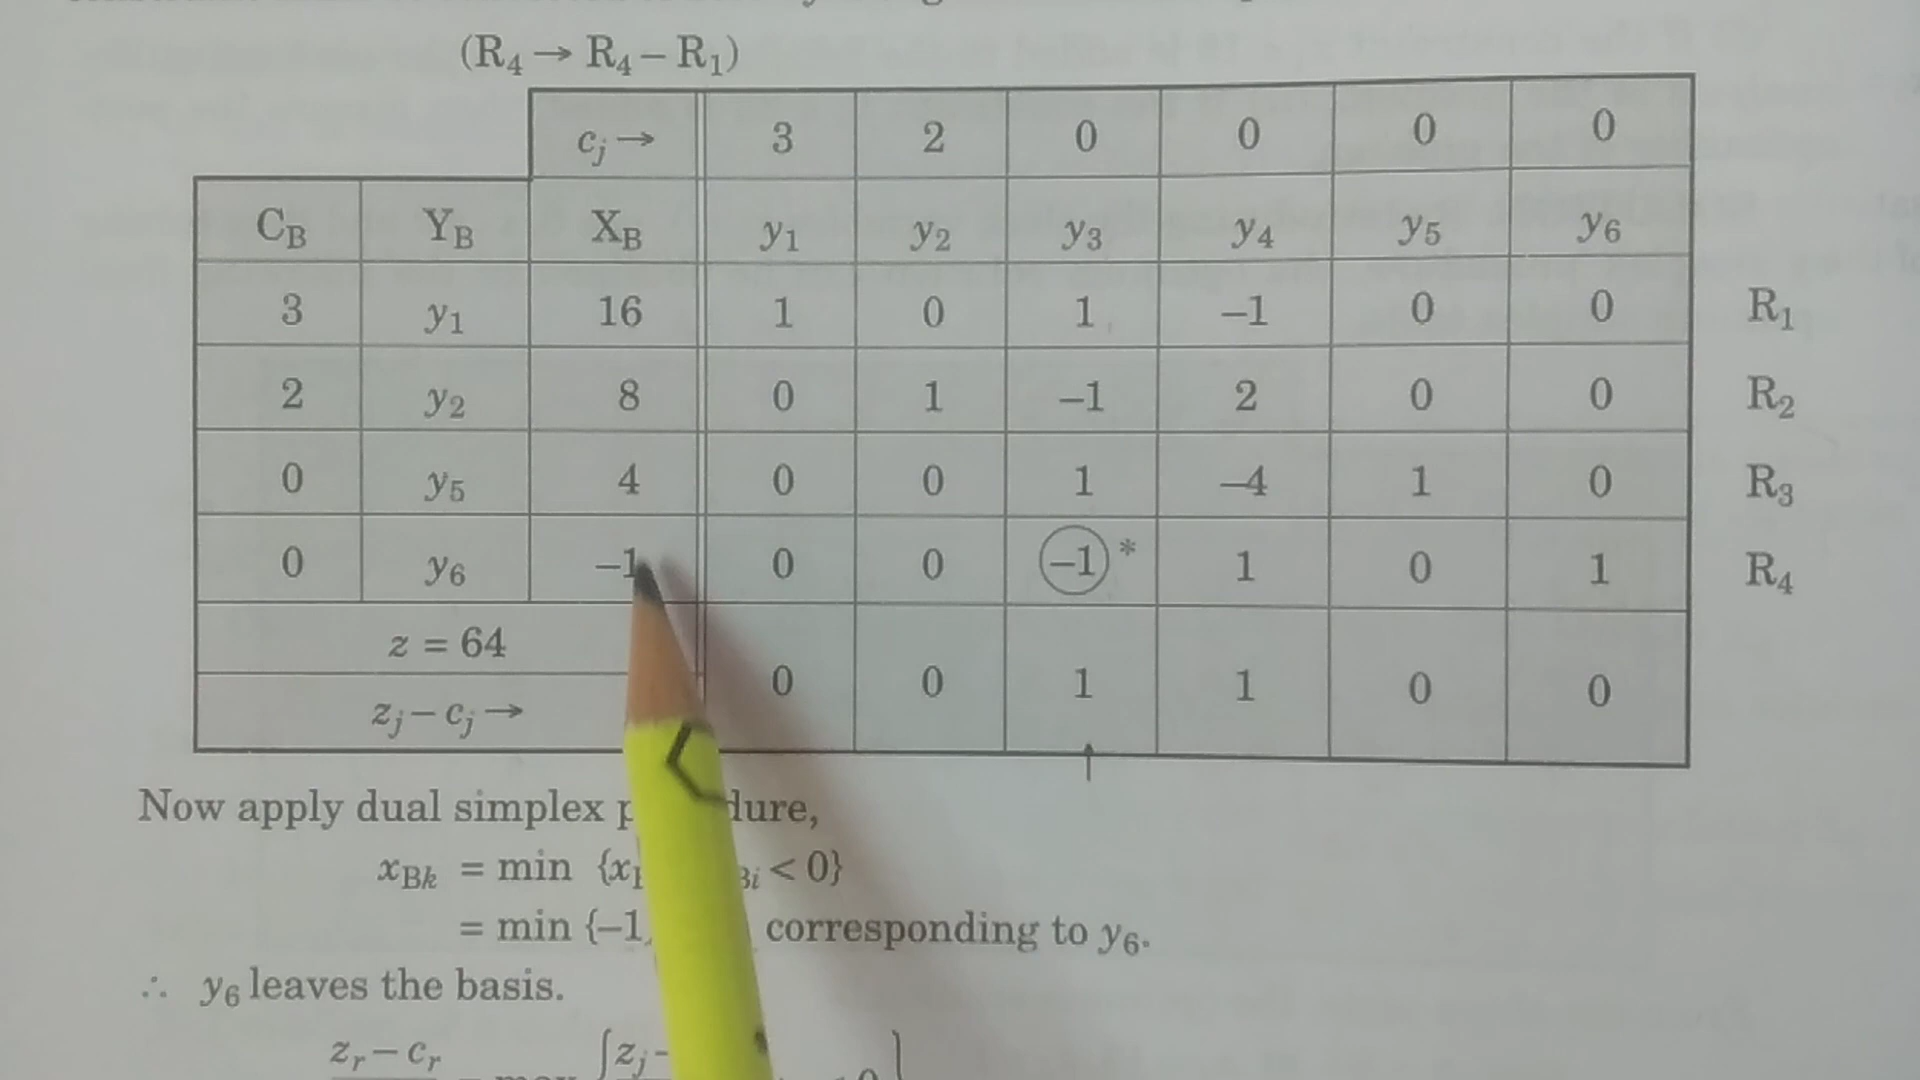 (R₄ → R₄ – R₁)
cⱼ → 3 2 0 0 0 0
C_B Y_B X_B y₁ y₂ y₃ y₄ y₅ y₆
3 y₁ 16 1 0 1 –1 0 0 R₁
2 y₂ 8 0 1 –1 2 0 0 R₂
0 y₅ 4 0 0 1 –4 1 0 R₃
0 y₆ –1 0 0 –1 * 1 0 1 R₄
z = 64
zⱼ – cⱼ → 0 0 1 1 0 0
Now apply dual simplex
x_Bk = min {x < 0}
= min {–1, corresponding to y₆.
∴ y₆ leaves the basis.
z_r – c_r